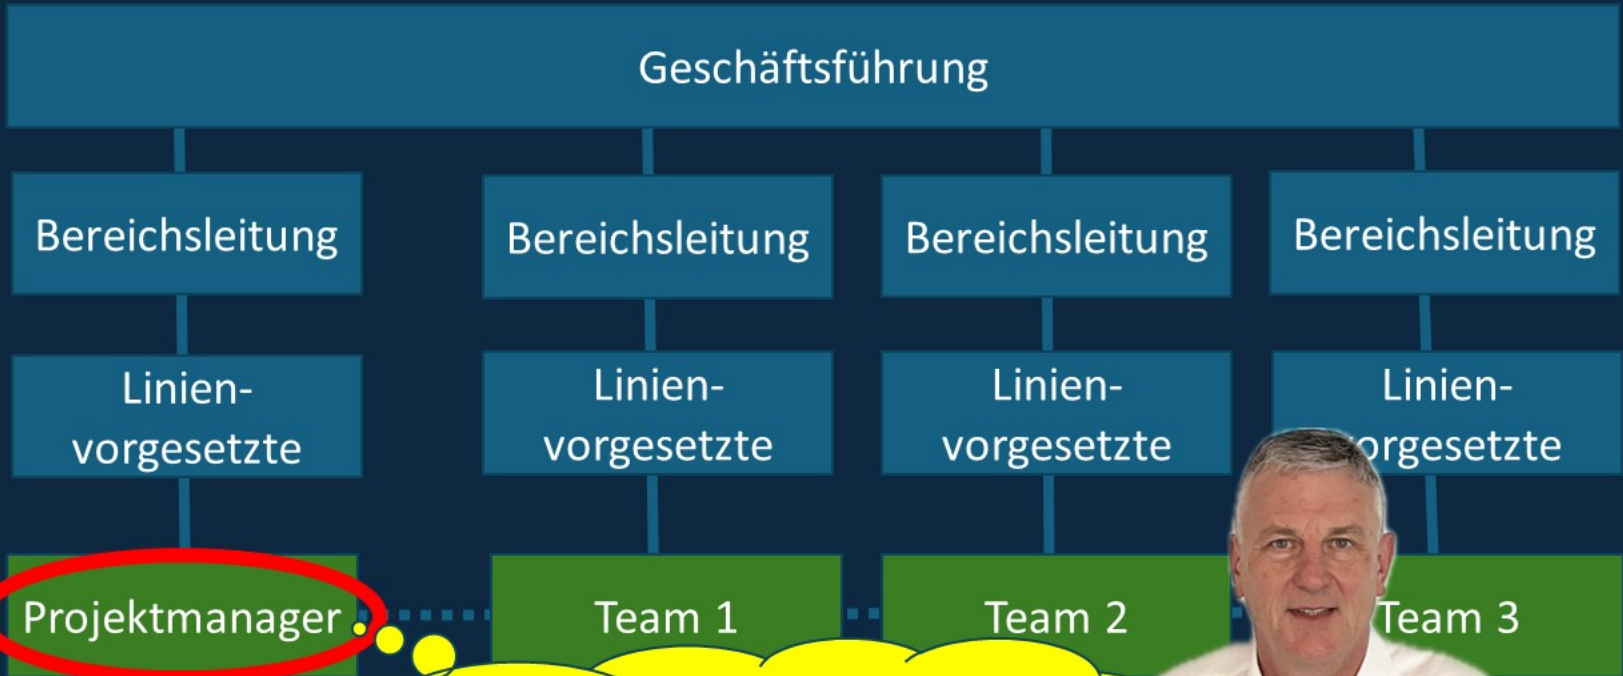 Geschäftsführung
Bereichsleitung
Bereichsleitung
Bereichsleitung
Bereichsleitung
Linien-
vorgesetzte
Linien-
vorgesetzte
Linien-
vorgesetzte
Linien-
vorgesetzte
Projektmanager
Team 1
Team 2
Team 3